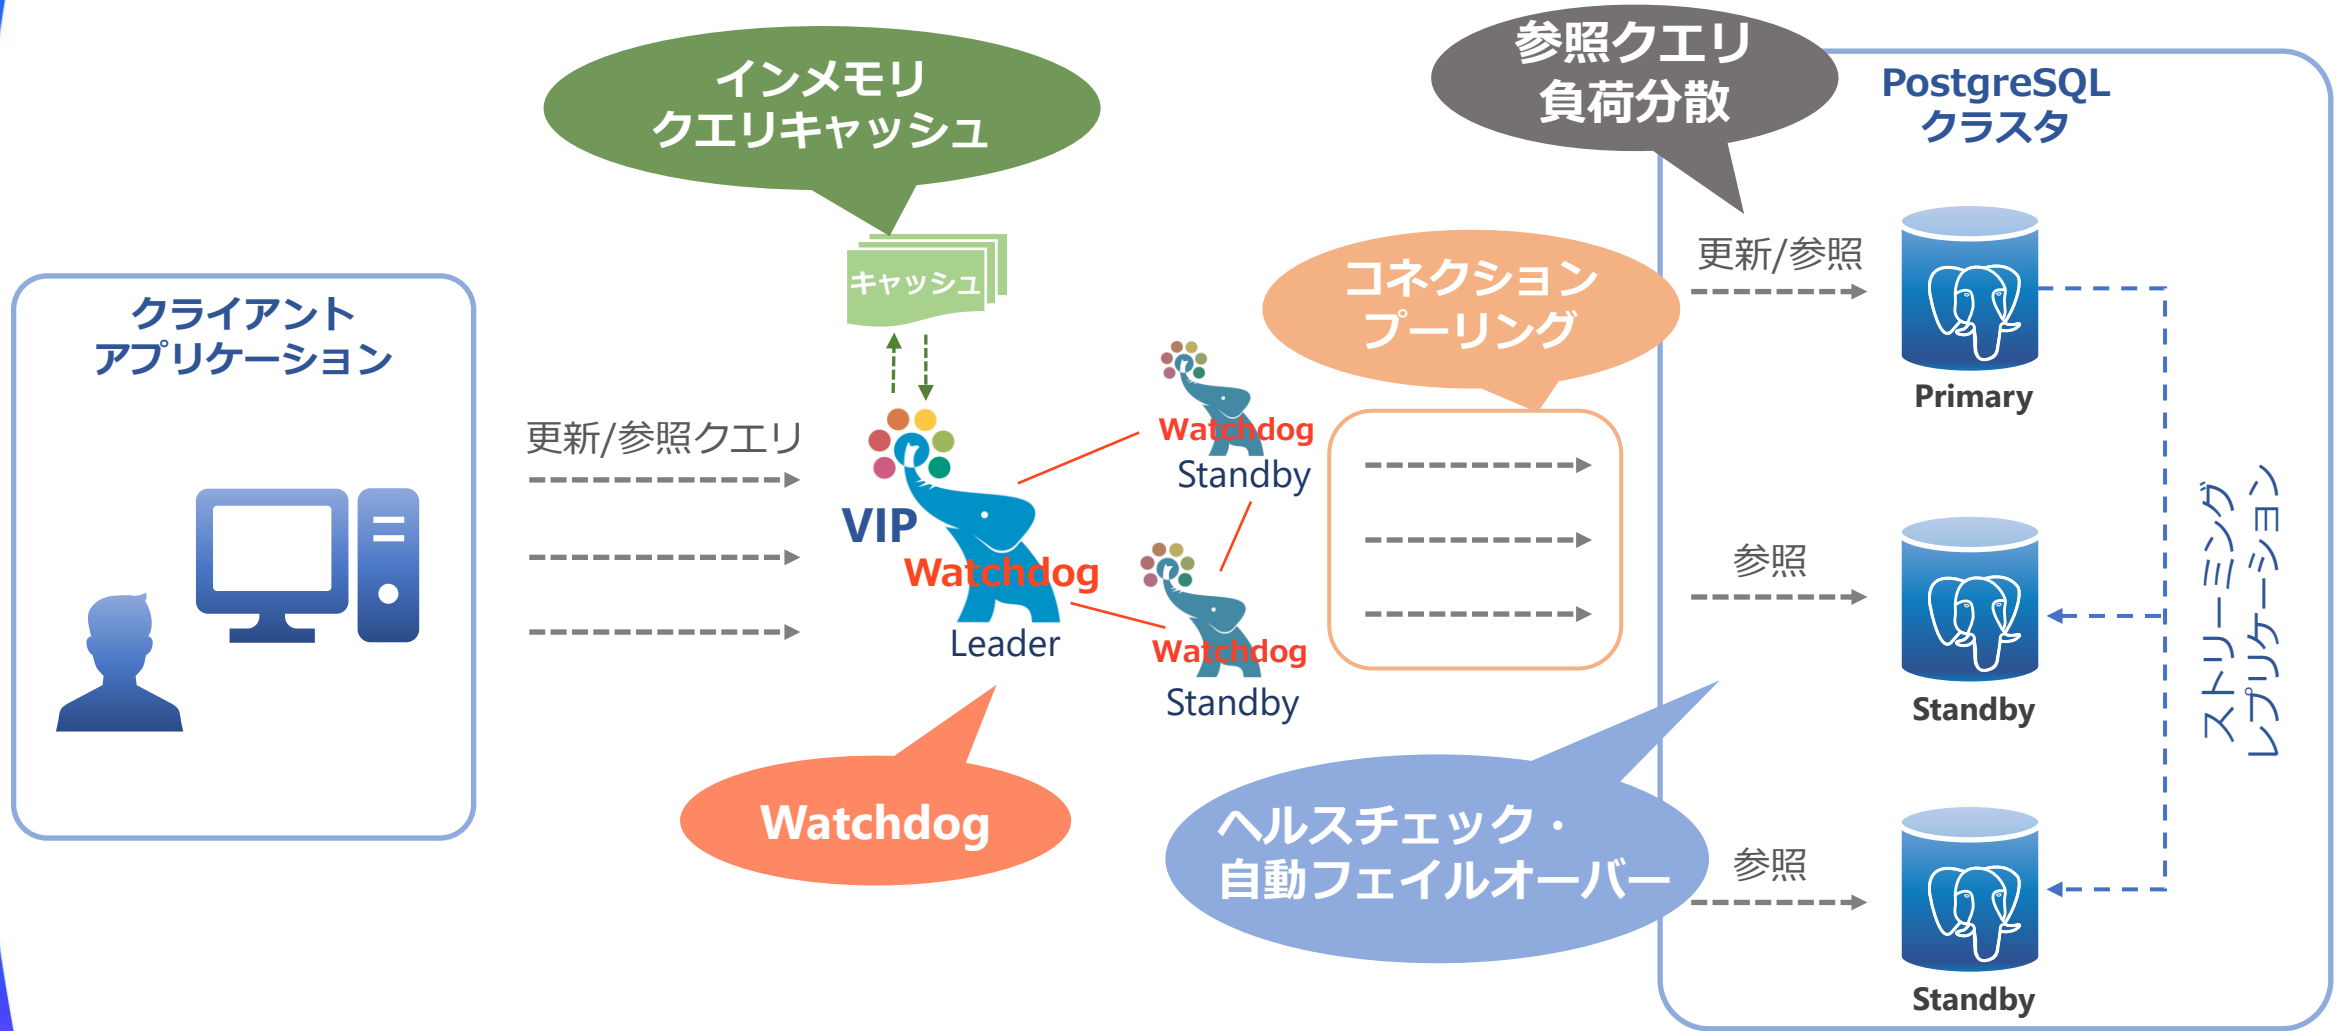 インメモリ
クエリキャッシュ
参照クエリ
負荷分散
PostgreSQL
クラスタ
クライアント
アプリケーション
キャッシュ
コネクション
プーリング
更新/参照
Primary
更新/参照クエリ
VIP
Watchdog
Leader
Watchdog
Standby
Watchdog
Standby
参照
Standby
ストリーミング
レプリケーション
Watchdog
ヘルスチェック・
自動フェイルオーバー
参照
Standby